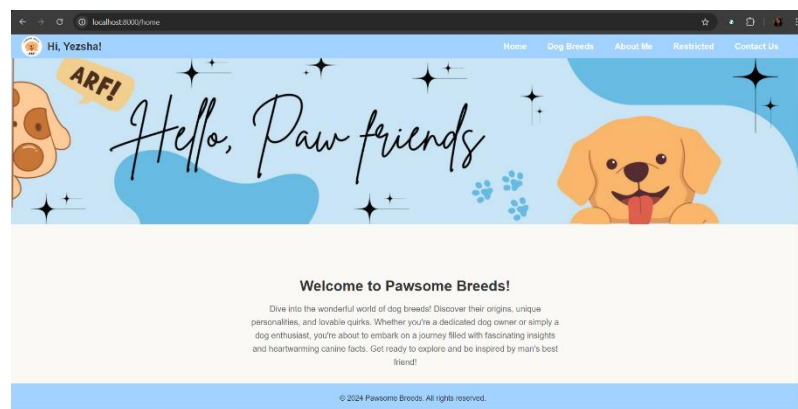 localhost:8000/home
Hi, Yezsha!
Home Dog Breeds About Me Restricted Contact Us
ARF!
Hello, Paw friends
Welcome to Pawsome Breeds!
Dive into the wonderful world of dog breeds! Discover their origins, unique
personalities, and lovable quirks. Whether you're a dedicated dog owner or simply a
dog enthusiast, you're about to embark on a journey filled with fascinating insights
and heartwarming canine facts. Get ready to explore and be inspired by man's best
friend!
© 2024 Pawsome Breeds. All rights reserved.